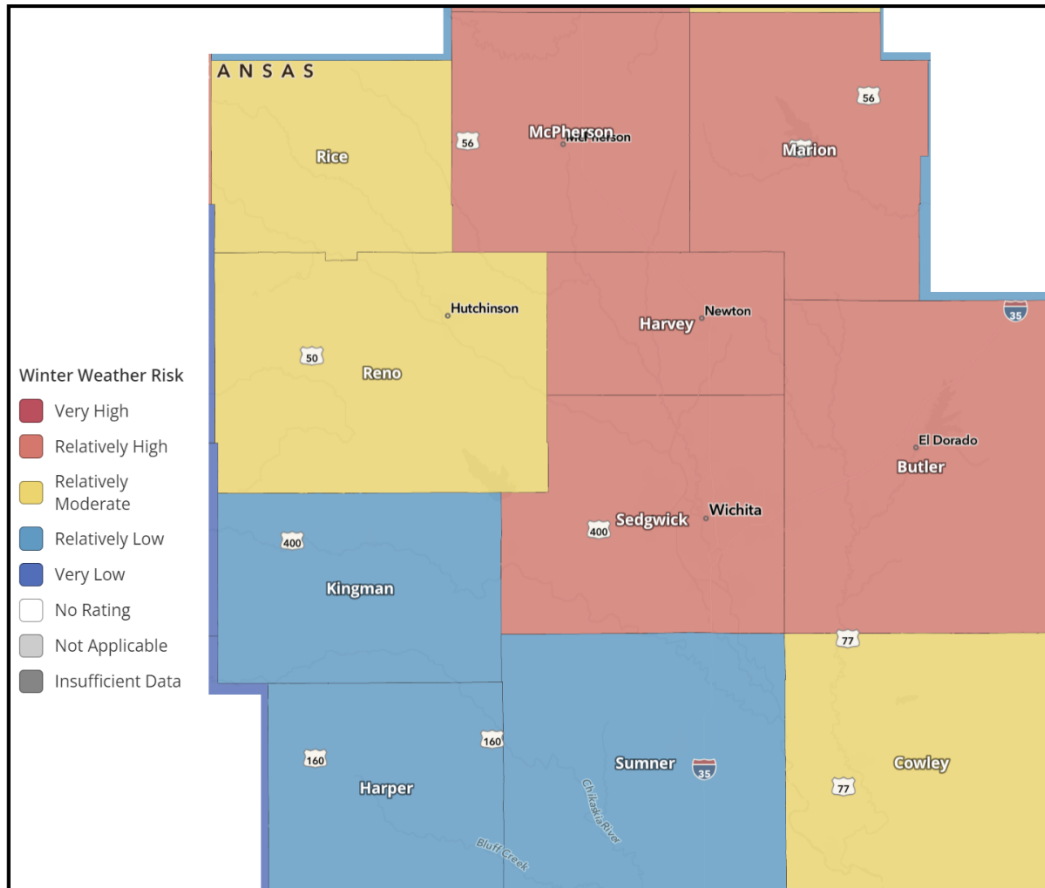 ANSAS
56
McPherson
McPherson
56
Marion
Rice
Hutchinson
Newton
Harvey
35
50
Reno
Winter Weather Risk
Very High
Relatively High
Relatively
Moderate
Relatively Low
Very Low
No Rating
Not Applicable
Insufficient Data
El Dorado
Butler
Wichita
Sedgwick
400
400
Kingman
77
160
160
Sumner
35
Cowley
77
Harper
Chikaskia River
Bluff Creek